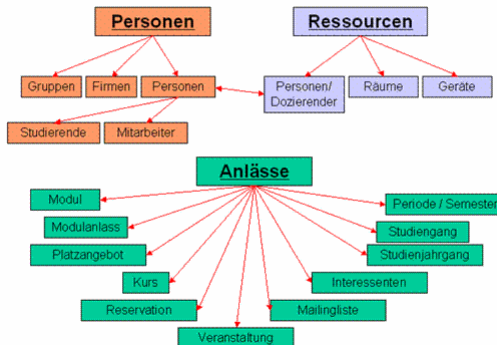 Personen
Ressourcen
Gruppen
Firmen
Personen
Personen/
Dozierender
Räume
Geräte
Studierende
Mitarbeiter
Anlässe
Modul
Periode / Semester
Modulanlass
Studiengang
Platzangebot
Studienjahrgang
Kurs
Interessenten
Reservation
Mailingliste
Veranstaltung